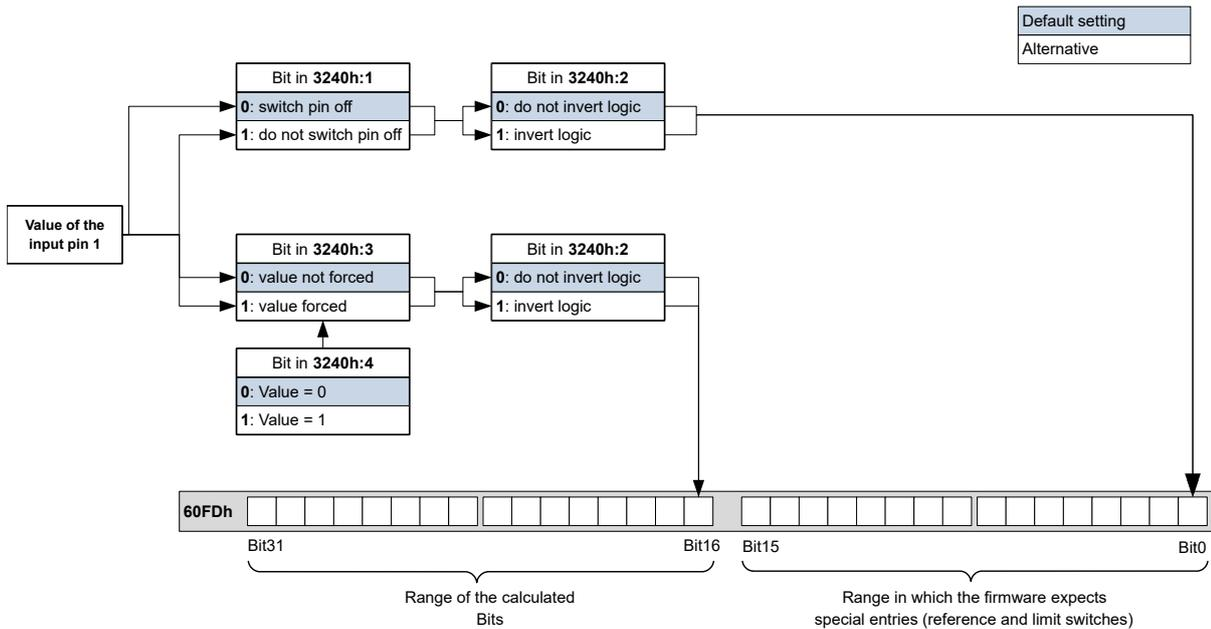 Default setting
Alternative
Bit in 3240h:1
0: switch pin off
1: do not switch pin off
Bit in 3240h:2
0: do not invert logic
1: invert logic
Value of the
input pin 1
Bit in 3240h:3
0: value not forced
1: value forced
Bit in 3240h:2
0: do not invert logic
1: invert logic
Bit in 3240h:4
0: Value = 0
1: Value = 1
60FDh
Bit31
Bit16
Bit15
Bit0
Range of the calculated
Bits
Range in which the firmware expects
special entries (reference and limit switches)